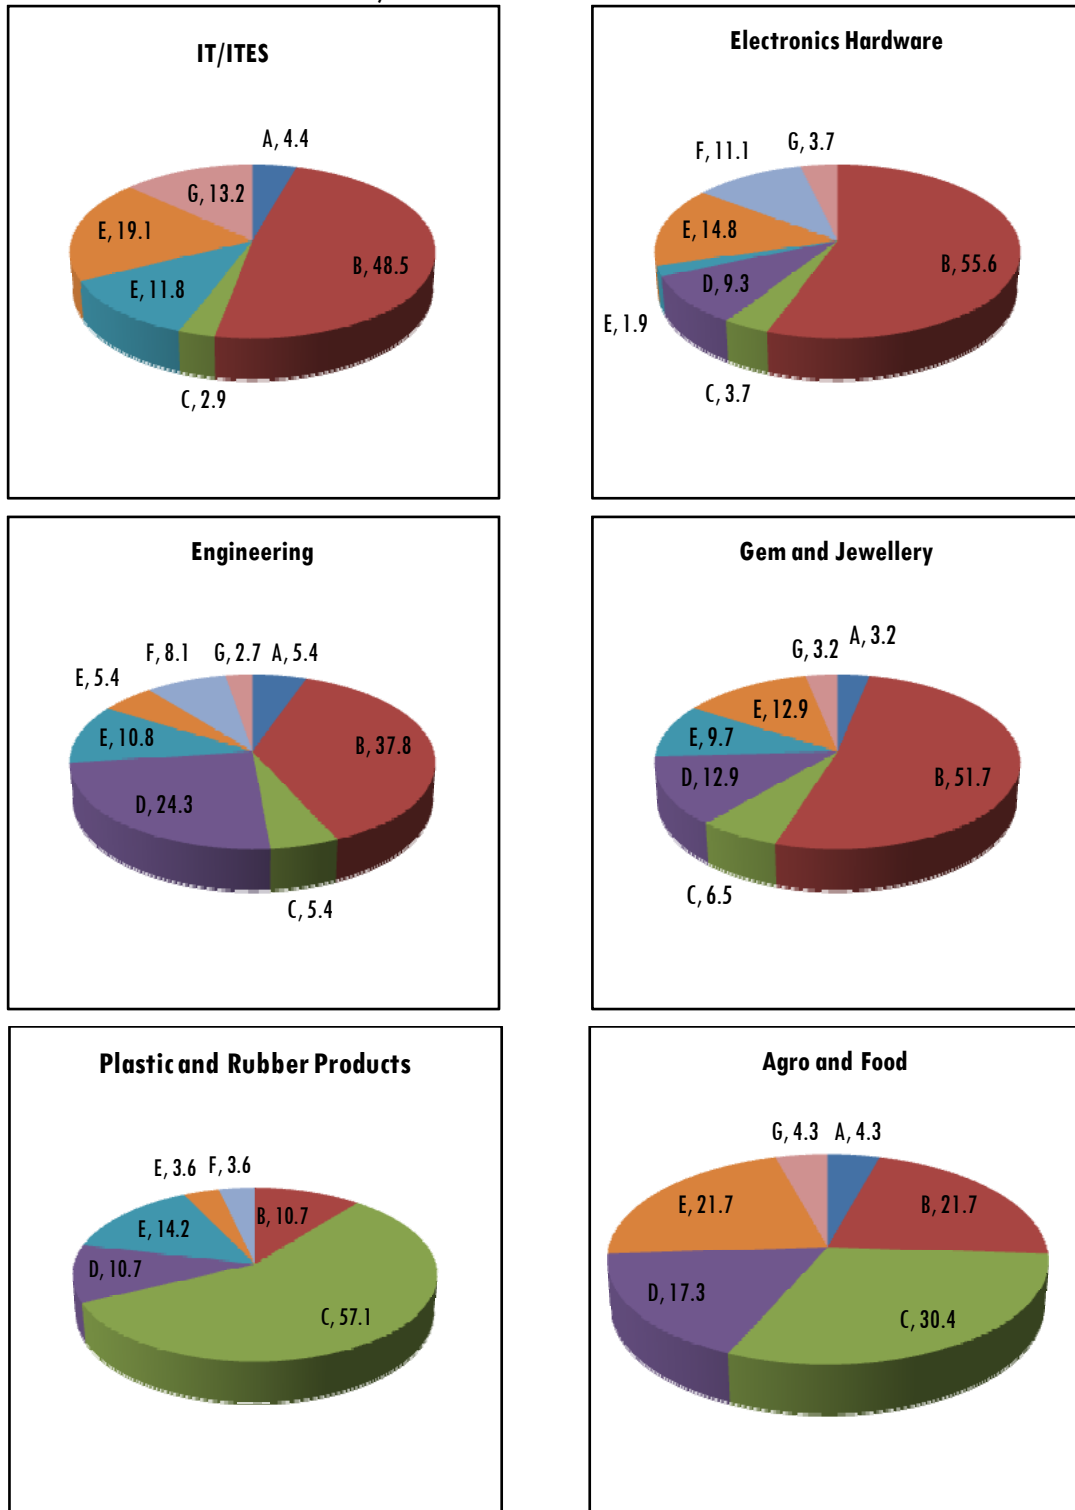 IT/ITES
A, 4.4
G, 13.2
E, 19.1
B, 48.5
E, 11.8
C, 2.9
Electronics Hardware
G, 3.7
F, 11.1
E, 14.8
B, 55.6
D, 9.3
E, 1.9
C, 3.7
Engineering
F, 8.1
G, 2.7
A, 5.4
E, 5.4
E, 10.8
B, 37.8
D, 24.3
C, 5.4
Gem and Jewellery
A, 3.2
G, 3.2
E, 12.9
E, 9.7
D, 12.9
B, 51.7
C, 6.5
Plastic and Rubber Products
E, 3.6
F, 3.6
B, 10.7
E, 14.2
D, 10.7
C, 57.1
Agro and Food
G, 4.3
A, 4.3
E, 21.7
B, 21.7
D, 17.3
C, 30.4